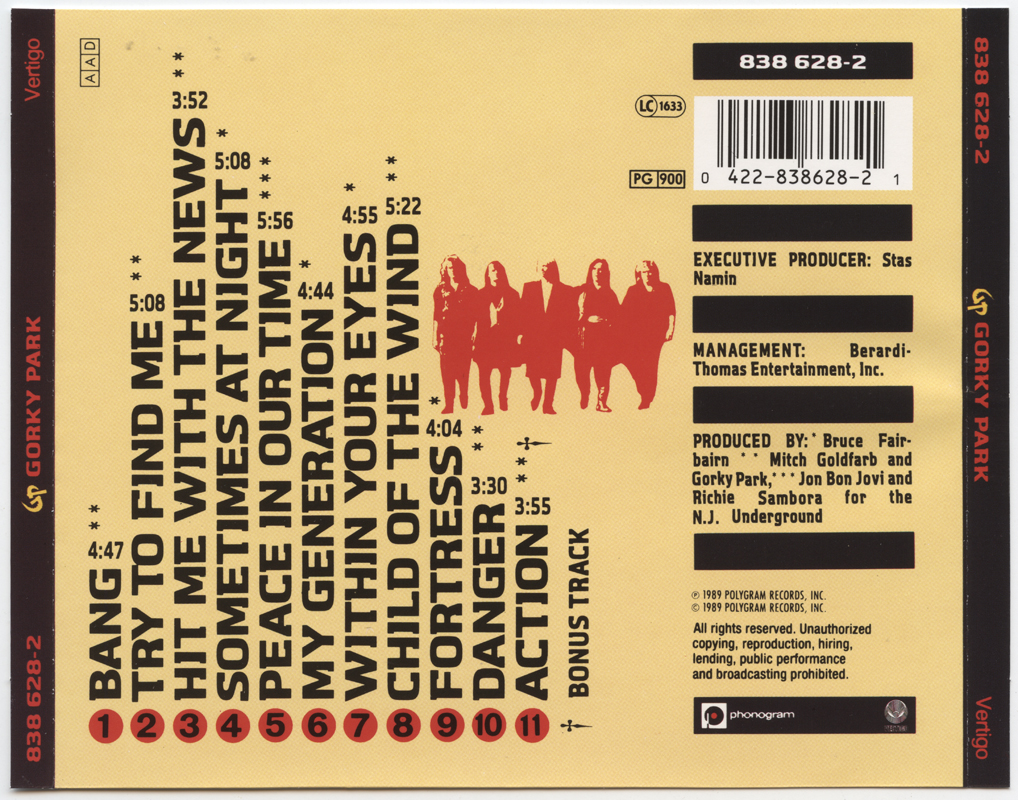 Vertigo
GORKY PARK
838 628-2
AAD
1 BANG 4:47 **
2 TRY TO FIND ME 5:08 **
3 HIT ME WITH THE NEWS 3:52 **
4 SOMETIMES AT NIGHT 5:08 *
5 PEACE IN OUR TIME 5:56 ***
6 MY GENERATION 4:44 *
7 WITHIN YOUR EYES 4:55 *
8 CHILD OF THE WIND 5:22 **
9 FORTRESS 4:04 *
10 DANGER 3:30 **
11 ACTION 3:55 ** †
† BONUS TRACK
838 628-2
LC 1633
PG 900
0 422-838628-2 1
EXECUTIVE PRODUCER: Stas
Namin
MANAGEMENT: Berardi-
Thomas Entertainment, Inc.
PRODUCED BY: * Bruce Fair-
bairn ** Mitch Goldfarb and
Gorky Park, *** Jon Bon Jovi and
Richie Sambora for the
N.J. Underground
℗ 1989 POLYGRAM RECORDS, INC.
© 1989 POLYGRAM RECORDS, INC.
All rights reserved. Unauthorized
copying, reproduction, hiring,
lending, public performance
and broadcasting prohibited.
phonogram
838 628-2
GORKY PARK
Vertigo